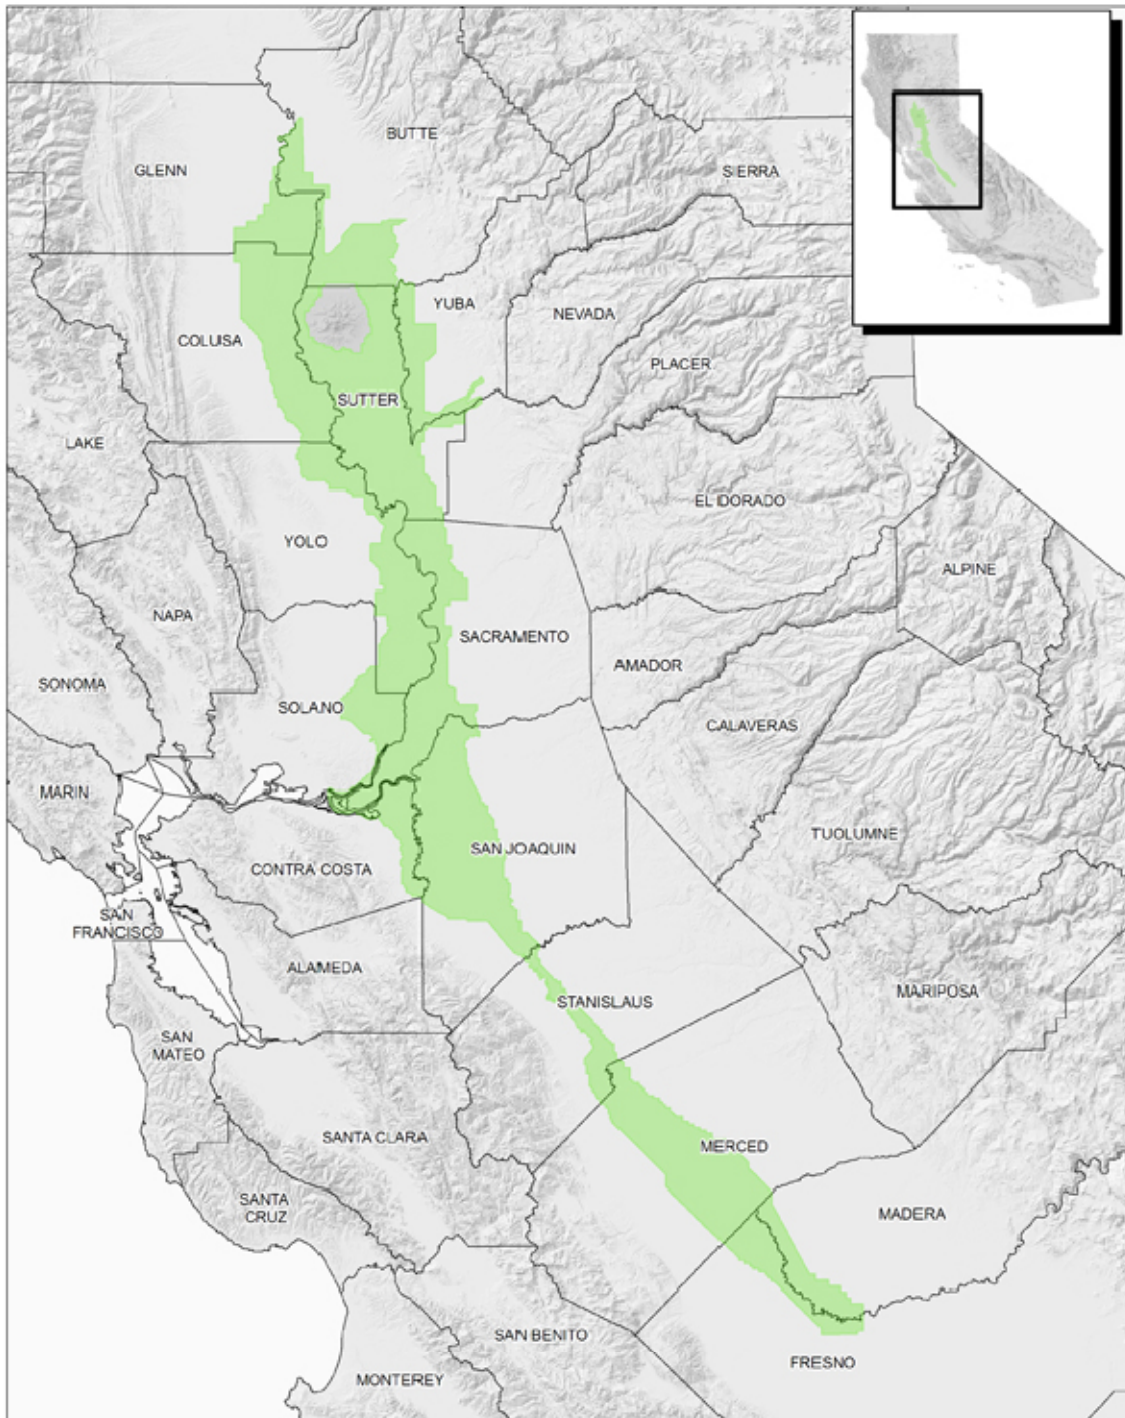 BUTTE
GLENN
SIERRA
YUBA
NEVADA
COLUSA
PLACER
SUTTER
LAKE
EL DORADO
YOLO
ALPINE
NAPA
SACRAMENTO
AMADOR
SONOMA
SOLANO
CALAVERAS
MARIN
TUOLUMNE
SAN JOAQUIN
CONTRA COSTA
SAN
FRANCISCO
ALAMEDA
MARIPOSA
STANISLAUS
SAN
MATEO
SANTA CLARA
MERCED
SANTA
CRUZ
MADERA
SAN BENITO
FRESNO
MONTEREY